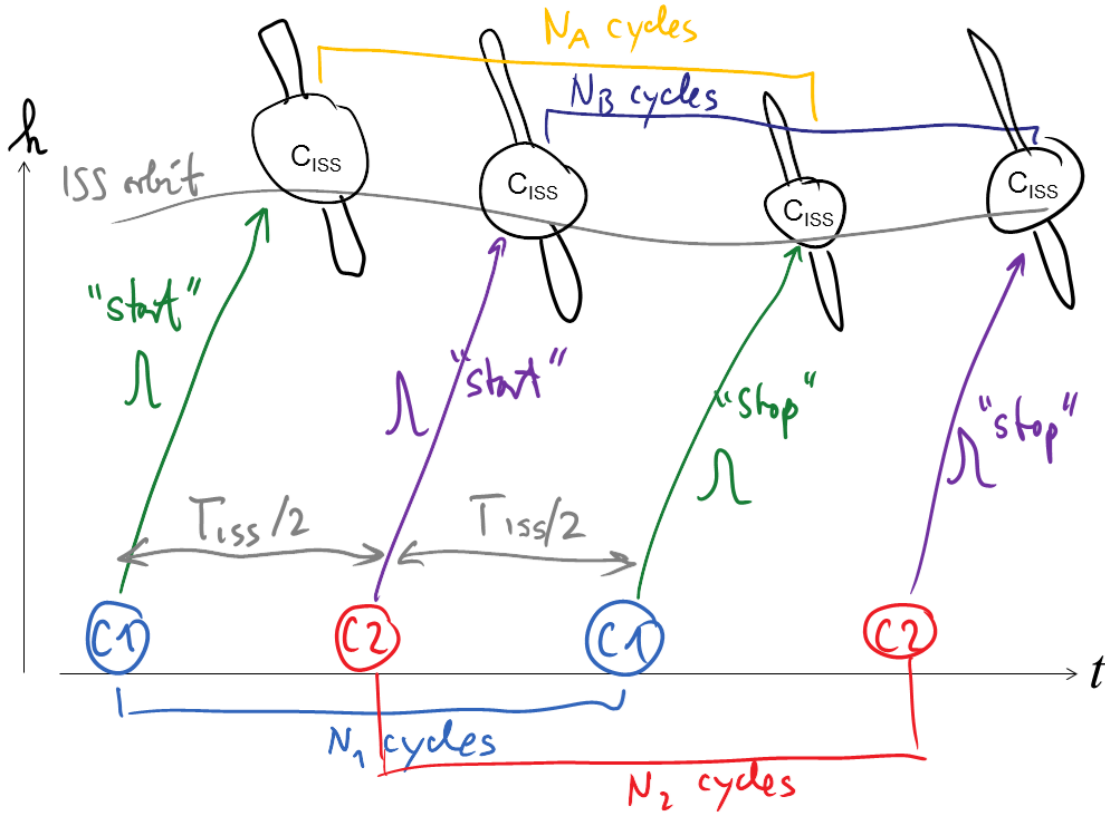 N_A cycles
N_B cycles
h
ISS orbit
C_ISS
C_ISS
C_ISS
C_ISS
"start"
"start"
"stop"
"stop"
T_ISS/2
T_ISS/2
C1
C2
C1
C2
t
N_1 cycles
N_2 cycles